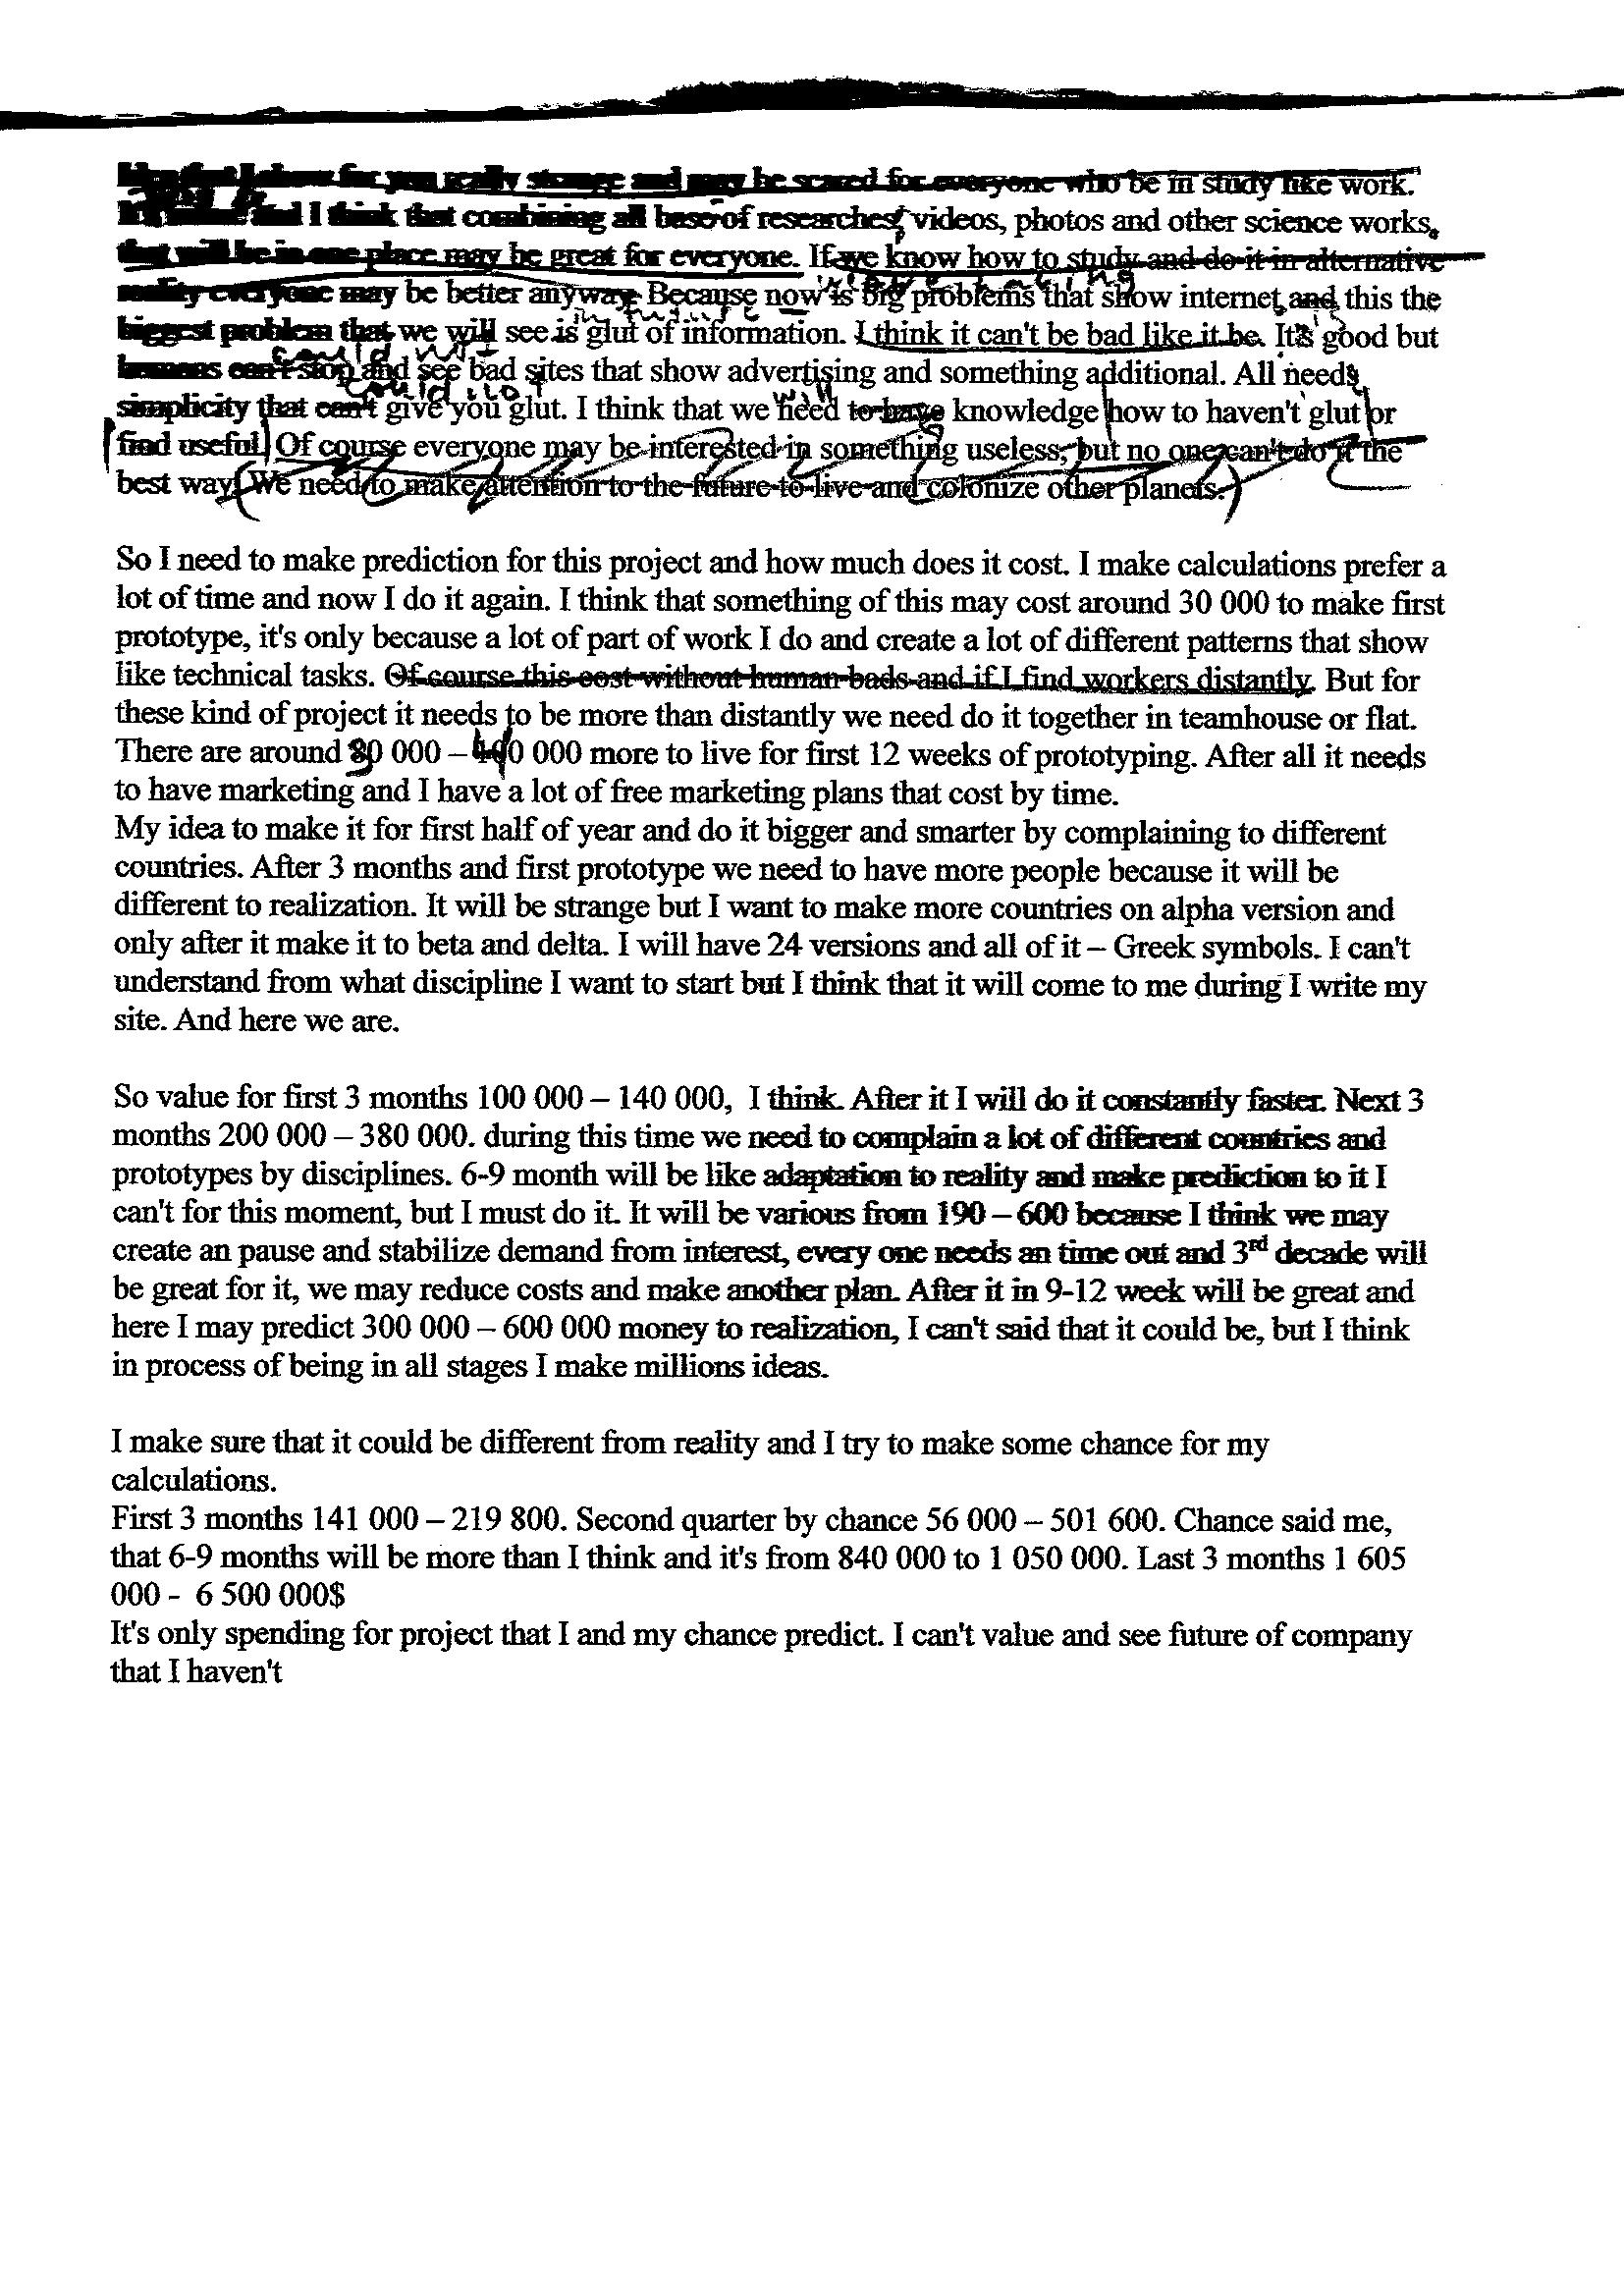 for you really strange and may be scared for everyone who be in study like work.
and I think that combining all base of researches, videos, photos and other science works,
that will be in one place may be great for everyone. If we know how to study and do it in alternative
reality everyone may be better anyway. Because now is big problems that show internet, and this the
biggest problem that we will see is glut of information. I think it can't be bad like it be. It's good but
in future
humans can't stop and see bad sites that show advertising and something additional. All needs
could not
simplicity that can't give you glut. I think that we need to have knowledge how to haven't glut or
could not will
find useful. Of course everyone may be interested in something useless, but no one can't do it the
best way. (We need to make attention to the future to live and colonize other planets.)
So I need to make prediction for this project and how much does it cost. I make calculations prefer a
lot of time and now I do it again. I think that something of this may cost around 30 000 to make first
prototype, it's only because a lot of part of work I do and create a lot of different patterns that show
like technical tasks. Of course this cost without human bads and if I find workers distantly. But for
these kind of project it needs to be more than distantly we need do it together in teamhouse or flat.
There are around 30 000 – 40 000 more to live for first 12 weeks of prototyping. After all it needs
to have marketing and I have a lot of free marketing plans that cost by time.
My idea to make it for first half of year and do it bigger and smarter by complaining to different
countries. After 3 months and first prototype we need to have more people because it will be
different to realization. It will be strange but I want to make more countries on alpha version and
only after it make it to beta and delta. I will have 24 versions and all of it – Greek symbols. I can't
understand from what discipline I want to start but I think that it will come to me during I write my
site. And here we are.
So value for first 3 months 100 000 – 140 000, I think. After it I will do it constantly faster. Next 3
months 200 000 – 380 000. during this time we need to complain a lot of different countries and
prototypes by disciplines. 6-9 month will be like adaptation to reality and make prediction to it I
can't for this moment, but I must do it. It will be various from 190 – 600 because I think we may
create an pause and stabilize demand from interest, every one needs an time out and 3rd decade will
be great for it, we may reduce costs and make another plan. After it in 9-12 week will be great and
here I may predict 300 000 – 600 000 money to realization, I can't said that it could be, but I think
in process of being in all stages I make millions ideas.
I make sure that it could be different from reality and I try to make some chance for my
calculations.
First 3 months 141 000 – 219 800. Second quarter by chance 56 000 – 501 600. Chance said me,
that 6-9 months will be more than I think and it's from 840 000 to 1 050 000. Last 3 months 1 605
000 - 6 500 000$
It's only spending for project that I and my chance predict. I can't value and see future of company
that I haven't